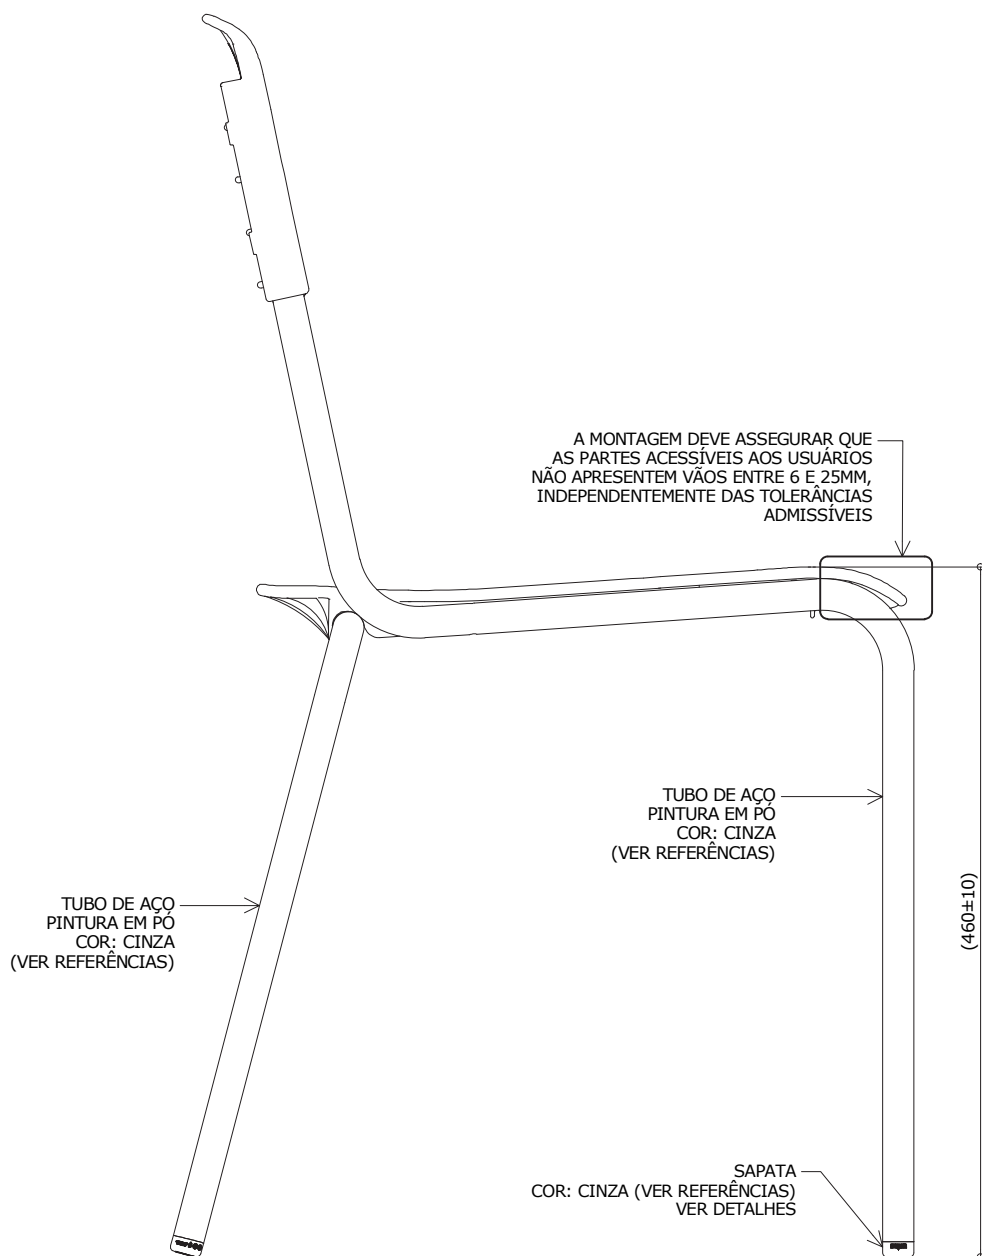 A MONTAGEM DEVE ASSEGURAR QUE
AS PARTES ACESSÍVEIS AOS USUÁRIOS
NÃO APRESENTEM VÃOS ENTRE 6 E 25MM,
INDEPENDENTEMENTE DAS TOLERÂNCIAS
ADMISSÍVEIS
TUBO DE AÇO
PINTURA EM PÓ
COR: CINZA
(VER REFERÊNCIAS)
(460±10)
TUBO DE AÇO
PINTURA EM PÓ
COR: CINZA
(VER REFERÊNCIAS)
SAPATA
COR: CINZA (VER REFERÊNCIAS)
VER DETALHES